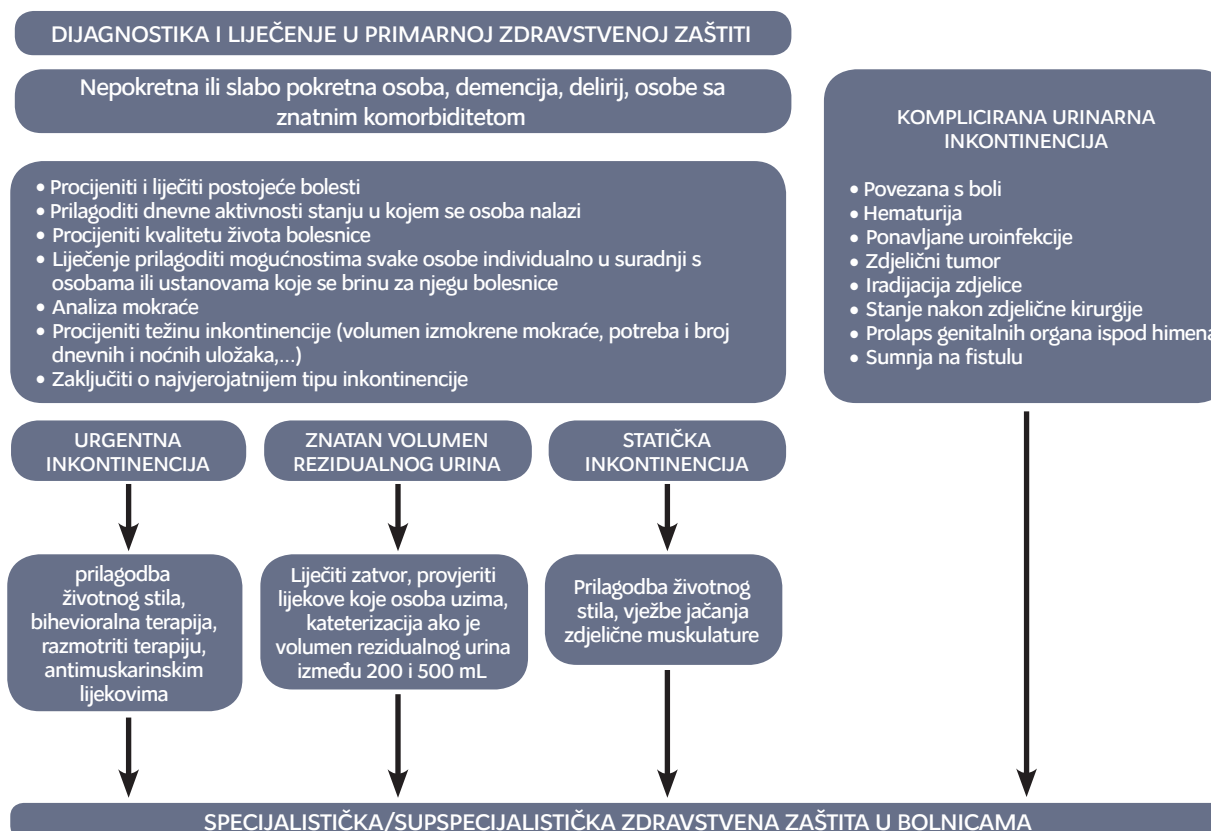 DIJAGNOSTIKA I LIJEČENJE U PRIMARNOJ ZDRAVSTVENOJ ZAŠTITI
Nepokretna ili slabo pokretna osoba, demencija, delirij, osobe sa
znatnim komorbiditetom
• Procijeniti i liječiti postojeće bolesti
• Prilagoditi dnevne aktivnosti stanju u kojem se osoba nalazi
• Procijeniti kvalitetu života bolesnice
• Liječenje prilagoditi mogućnostima svake osobe individualno u suradnji s
osobama ili ustanovama koje se brinu za njegu bolesnice
• Analiza mokraće
• Procijeniti težinu inkontinencije (volumen izmokrene mokraće, potreba i broj
dnevnih i noćnih uložaka,...)
• Zaključiti o najvjerojatnijem tipu inkontinencije
KOMPLICIRANA URINARNA
INKONTINENCIJA
• Povezana s boli
• Hematurija
• Ponavljane uroinfekcije
• Zdjelični tumor
• Iradijacija zdjelice
• Stanje nakon zdjelične kirurgije
• Prolaps genitalnih organa ispod himena
• Sumnja na fistulu
URGENTNA
INKONTINENCIJA
ZNATAN VOLUMEN
REZIDUALNOG URINA
STATIČKA
INKONTINENCIJA
prilagodba
životnog stila,
bihevioralna terapija,
razmotriti terapiju,
antimuskarinskim
lijekovima
Liječiti zatvor, provjeriti
lijekove koje osoba uzima,
kateterizacija ako je
volumen rezidualnog urina
između 200 i 500 mL
Prilagodba životnog
stila, vježbe jačanja
zdjelične muskulature
SPECIJALISTIČKA/SUPSPECIJALISTIČKA ZDRAVSTVENA ZAŠTITA U BOLNICAMA